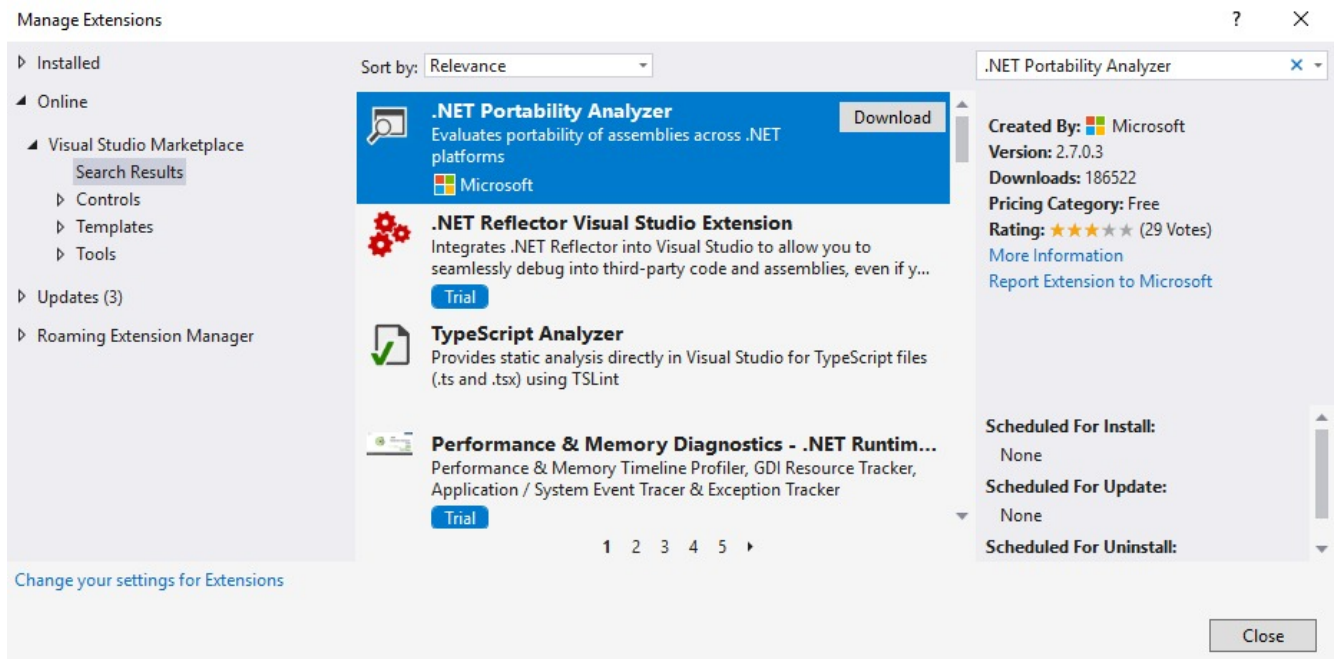 Manage Extensions
?
Installed
Online
Visual Studio Marketplace
Search Results
Controls
Templates
Tools
Updates (3)
Roaming Extension Manager
Change your settings for Extensions
Sort by: Relevance
.NET Portability Analyzer
Download
Evaluates portability of assemblies across .NET
platforms
Microsoft
.NET Reflector Visual Studio Extension
Integrates .NET Reflector into Visual Studio to allow you to
seamlessly debug into third-party code and assemblies, even if y...
Trial
TypeScript Analyzer
Provides static analysis directly in Visual Studio for TypeScript files
(.ts and .tsx) using TSLint
Performance & Memory Diagnostics - .NET Runtim...
Performance & Memory Timeline Profiler, GDI Resource Tracker,
Application / System Event Tracer & Exception Tracker
Trial
1 2 3 4 5
.NET Portability Analyzer
Created By: Microsoft
Version: 2.7.0.3
Downloads: 186522
Pricing Category: Free
Rating: (29 Votes)
More Information
Report Extension to Microsoft
Scheduled For Install:
None
Scheduled For Update:
None
Scheduled For Uninstall:
Close